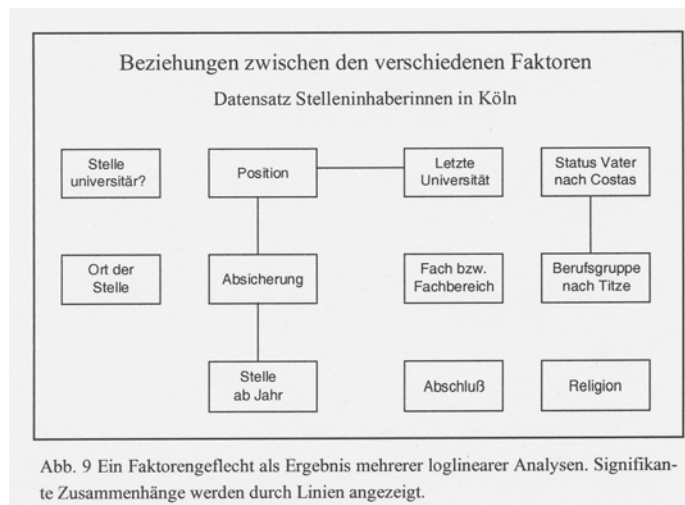 Beziehungen zwischen den verschiedenen Faktoren
Datensatz Stelleninhaberinnen in Köln
Stelle
universitär?
Position
Letzte
Universität
Status Vater
nach Costas
Ort der
Stelle
Absicherung
Fach bzw.
Fachbereich
Berufsgruppe
nach Titze
Stelle
ab Jahr
Abschluß
Religion
Abb. 9 Ein Faktorengeflecht als Ergebnis mehrerer loglinearer Analysen. Signifikan-
te Zusammenhänge werden durch Linien angezeigt.